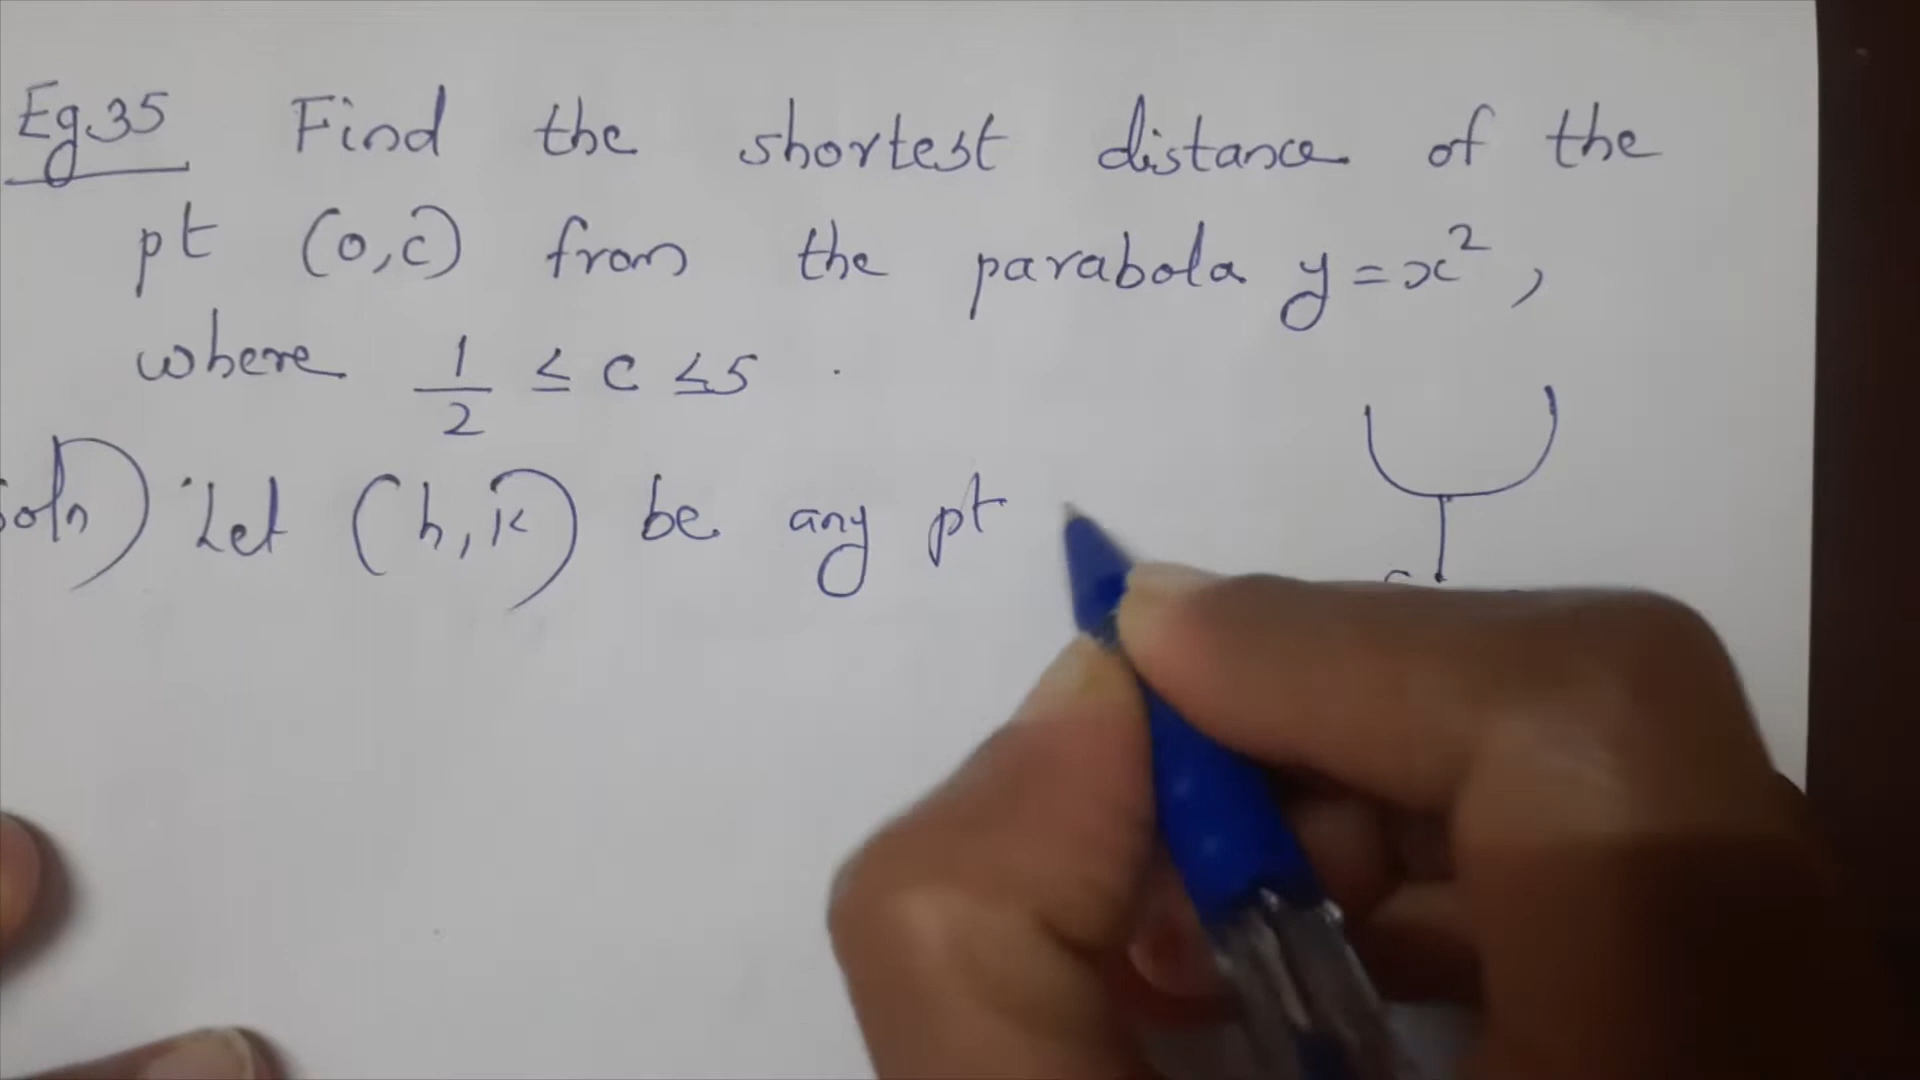 Eg 35 Find the shortest distance of the
pt (0,c) from the parabola y = x²,
where 1/2 ≤ c ≤ 5 .
soln) Let (h,k) be any pt